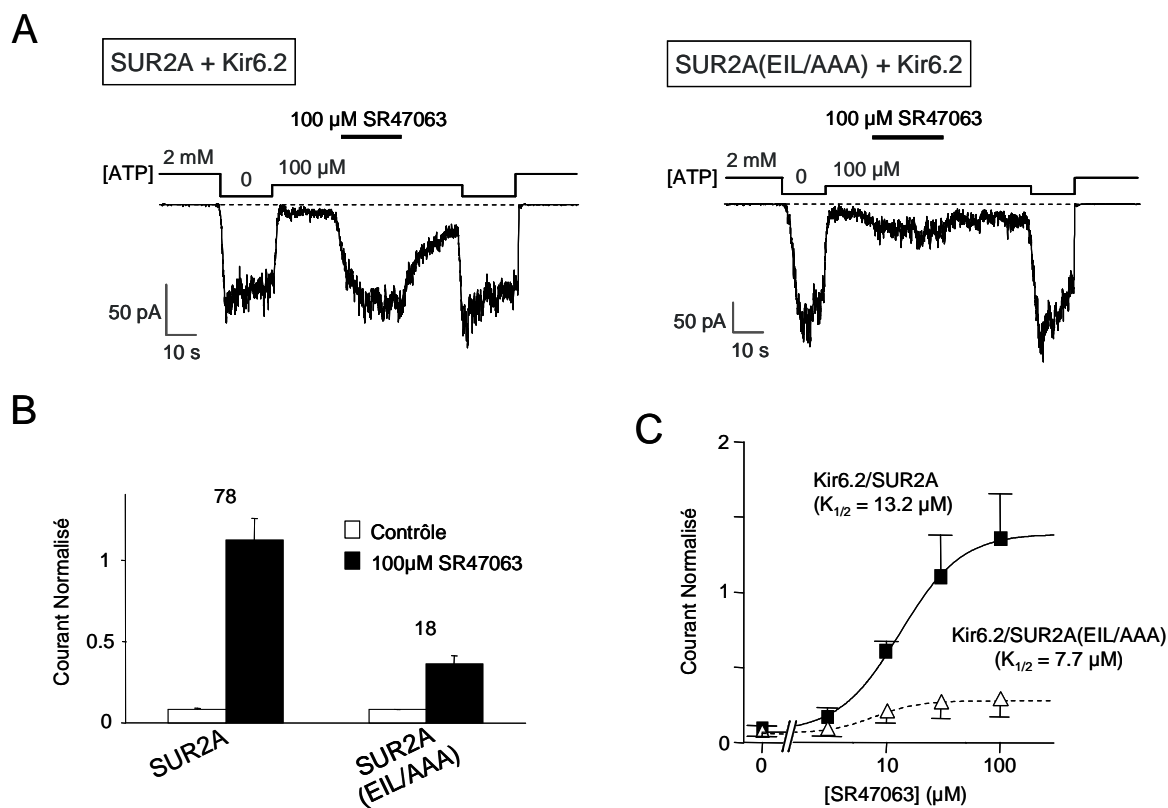 A
SUR2A + Kir6.2
100 µM SR47063
[ATP]
2 mM
0
100 µM
50 pA
10 s
SUR2A(EIL/AAA) + Kir6.2
100 µM SR47063
[ATP]
2 mM
0
100 µM
50 pA
10 s
B
Courant Normalisé
1
0.5
0
78
18
Contrôle
100µM SR47063
SUR2A
SUR2A
(EIL/AAA)
C
Courant Normalisé
2
1
0
Kir6.2/SUR2A
(K1/2 = 13.2 µM)
Kir6.2/SUR2A(EIL/AAA)
(K1/2 = 7.7 µM)
0
10
100
[SR47063] (µM)